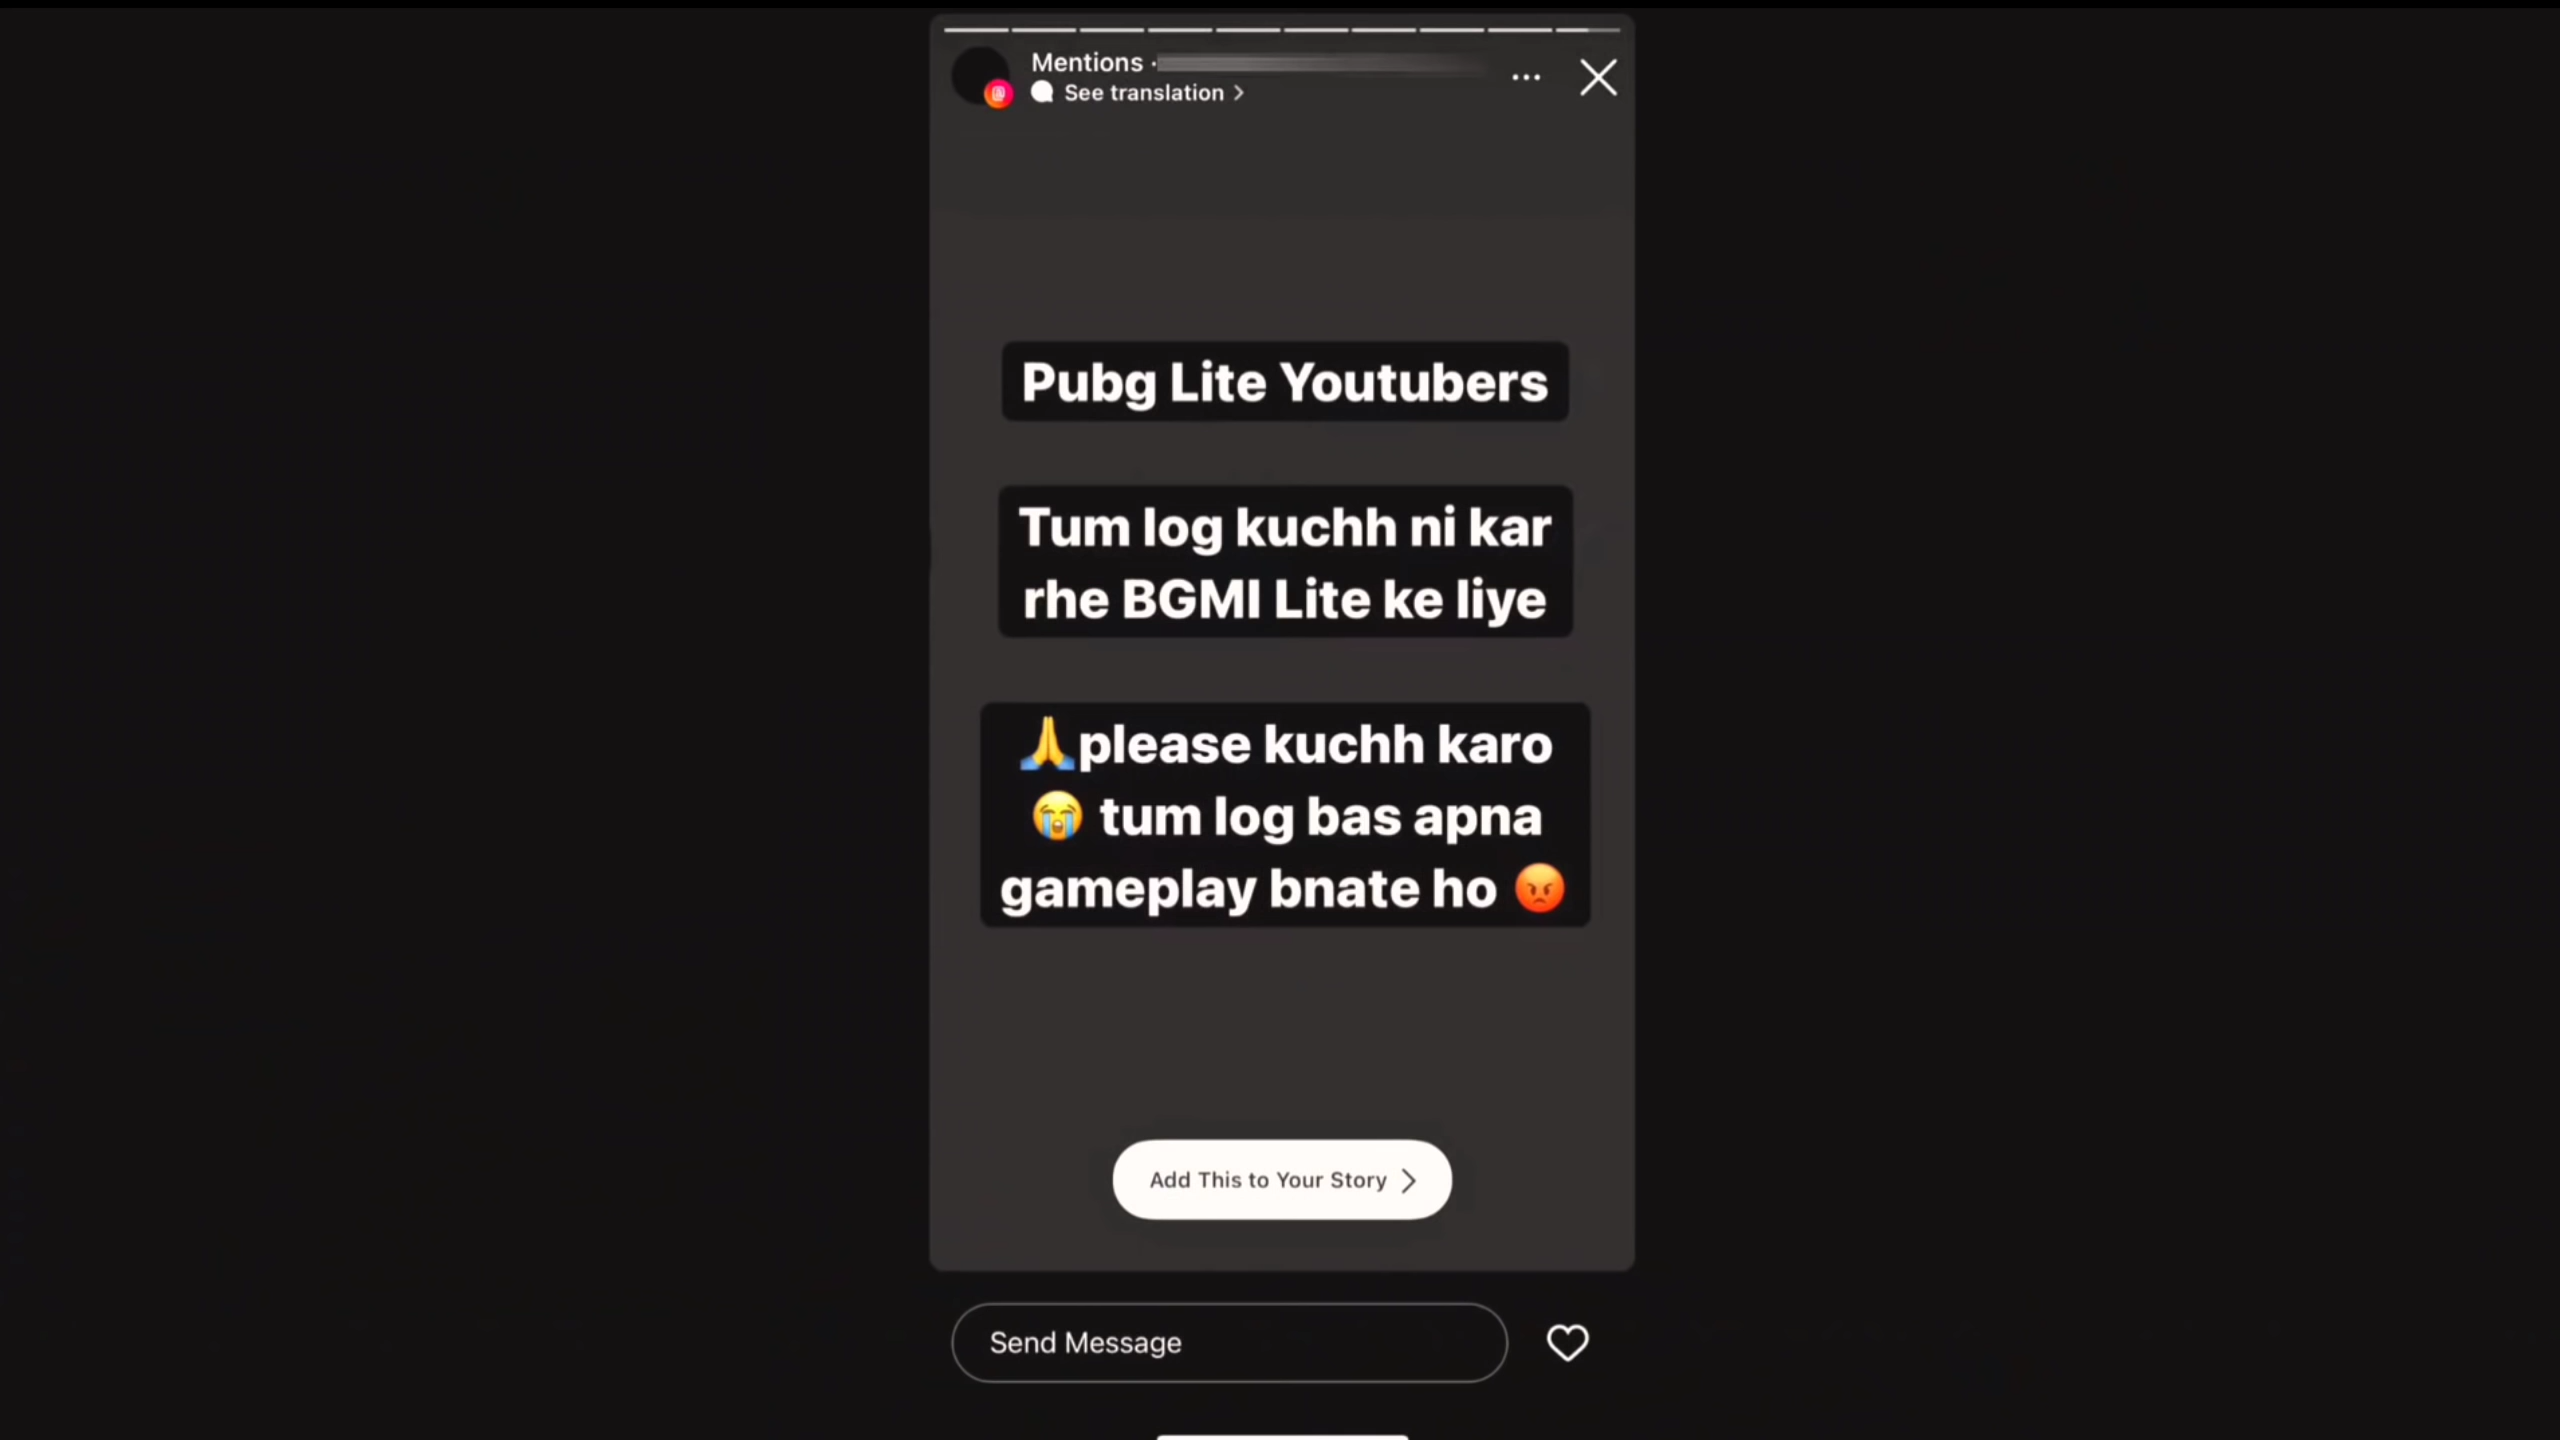 Mentions ·
See translation >
Pubg Lite Youtubers
Tum log kuchh ni kar
rhe BGMI Lite ke liye
🙏please kuchh karo
😭 tum log bas apna
gameplay bnate ho 😡
Add This to Your Story >
Send Message